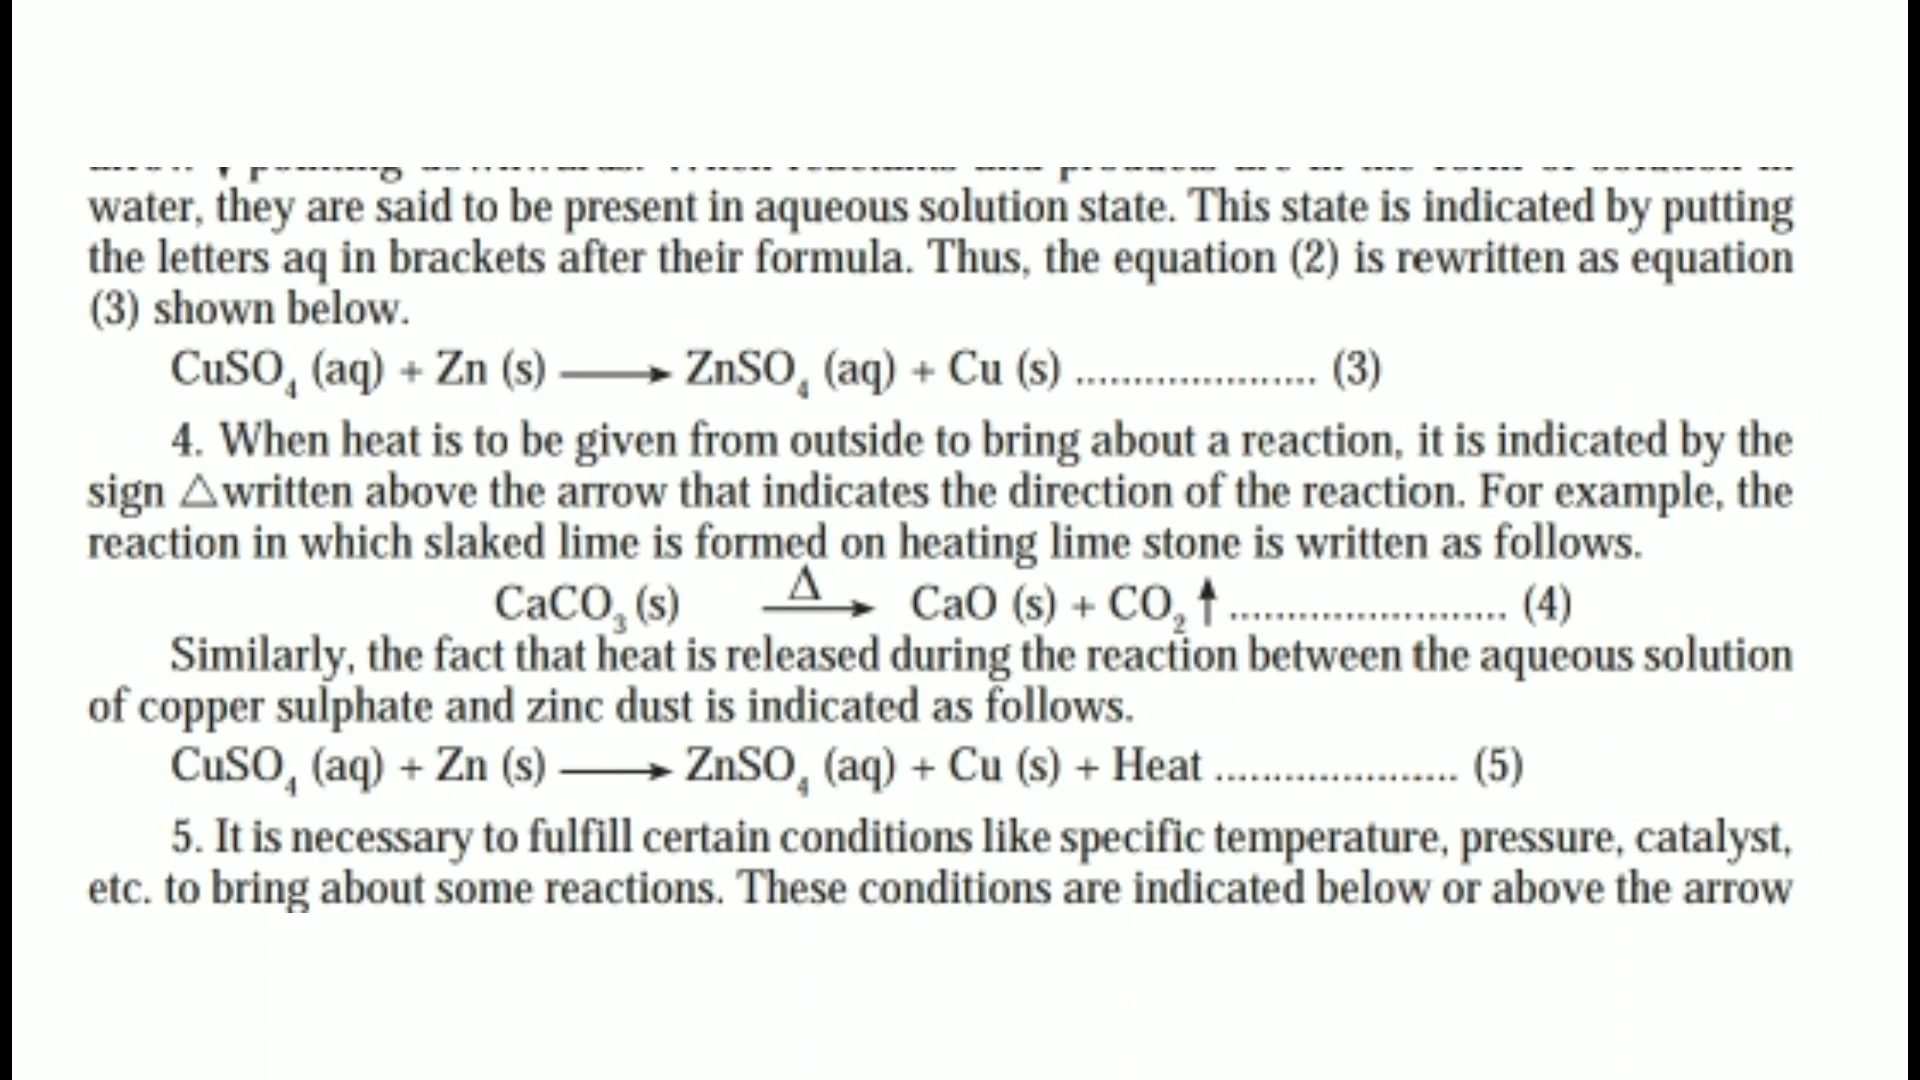 water, they are said to be present in aqueous solution state. This state is indicated by putting
the letters aq in brackets after their formula. Thus, the equation (2) is rewritten as equation
(3) shown below.
CuSO₄ (aq) + Zn (s) ⟶ ZnSO₄ (aq) + Cu (s) ..................... (3)
4. When heat is to be given from outside to bring about a reaction, it is indicated by the
sign △written above the arrow that indicates the direction of the reaction. For example, the
reaction in which slaked lime is formed on heating lime stone is written as follows.
Δ
CaCO₃ (s) ⟶ CaO (s) + CO₂ ↑ ........................ (4)
Similarly, the fact that heat is released during the reaction between the aqueous solution
of copper sulphate and zinc dust is indicated as follows.
CuSO₄ (aq) + Zn (s) ⟶ ZnSO₄ (aq) + Cu (s) + Heat ..................... (5)
5. It is necessary to fulfill certain conditions like specific temperature, pressure, catalyst,
etc. to bring about some reactions. These conditions are indicated below or above the arrow